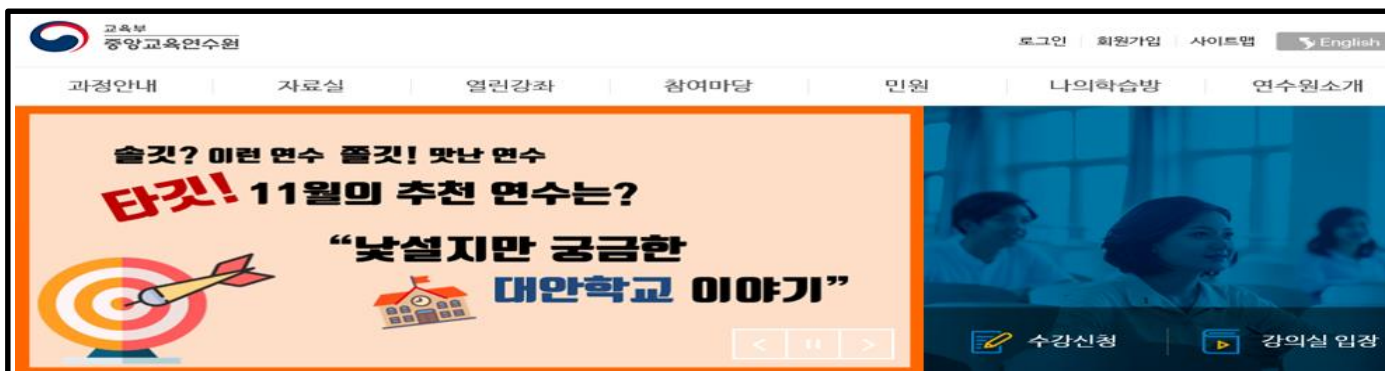 교육부
중앙교육연수원
로그인 회원가입 사이트맵 English
과정안내 자료실 열린강좌 참여마당 민원 나의학습방 연수원소개
솔깃? 이런 연수 쫄깃! 맛난 연수
타깃! 11월의 추천 연수는?
“낯설지만 궁금한
대안학교 이야기”
수강신청 강의실 입장